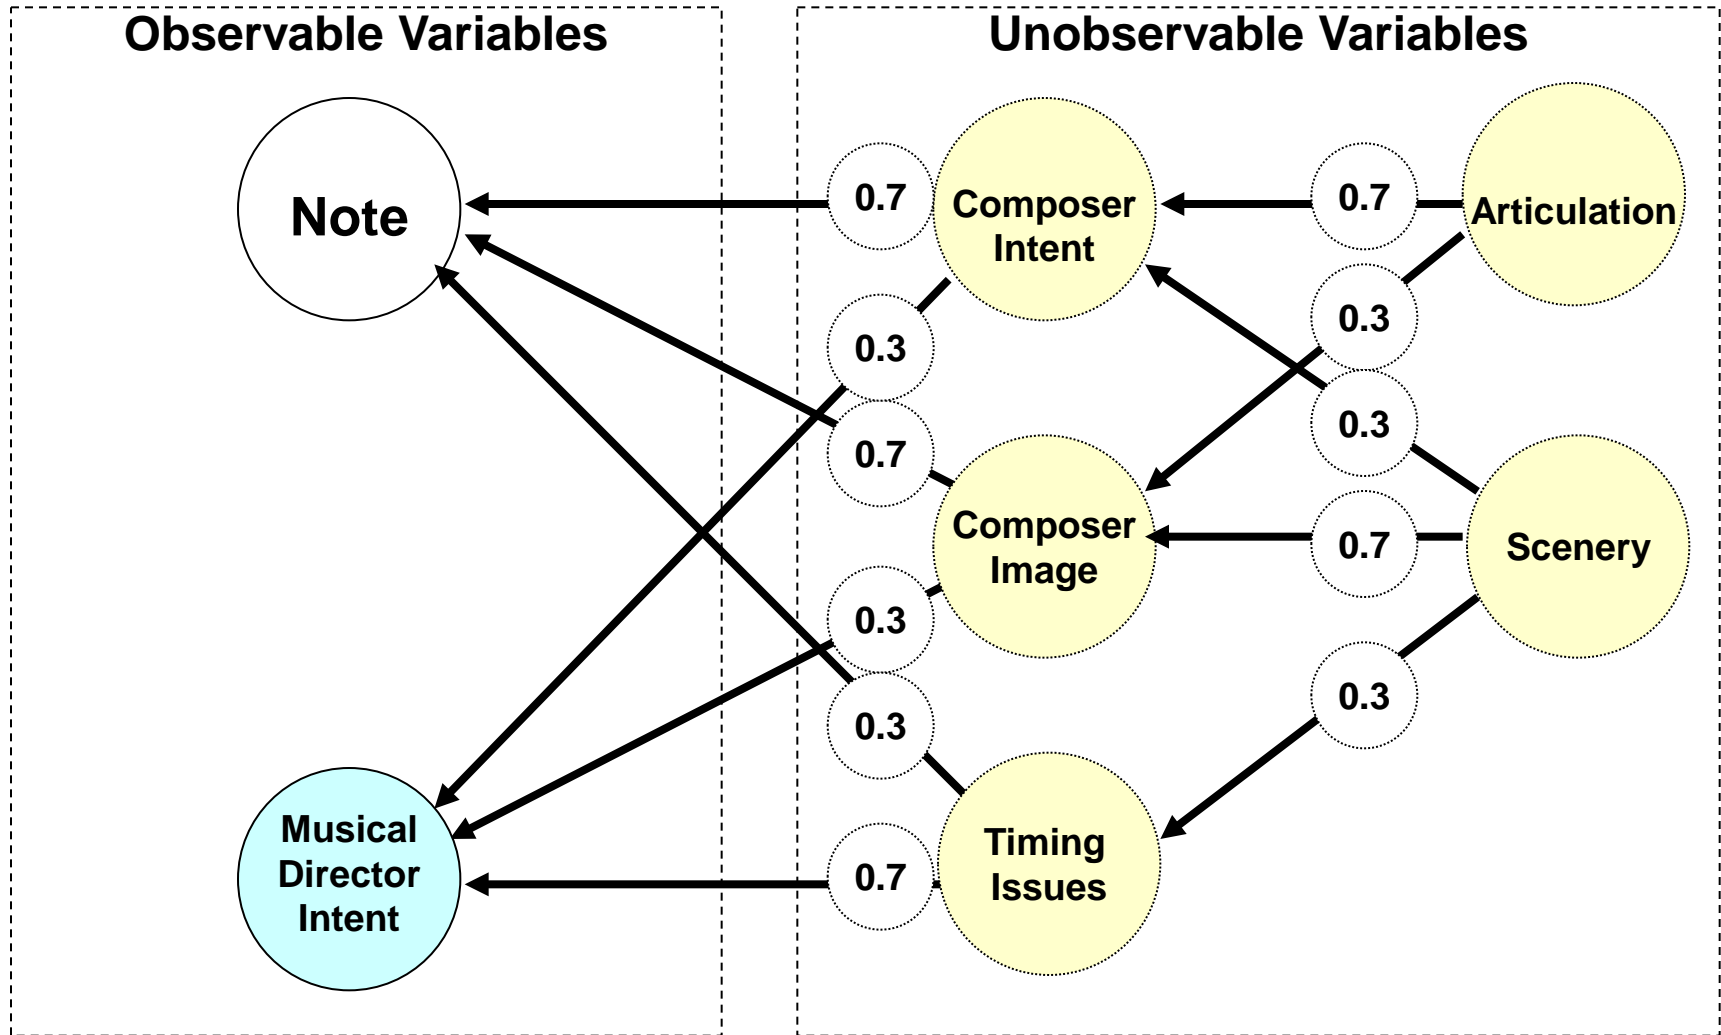 Observable Variables
Unobservable Variables
Note
0.7
Composer
Intent
0.7
Articulation
0.3
0.3
0.3
0.7
Composer
Image
0.7
Scenery
0.3
0.3
0.3
Musical
Director
Intent
0.7
Timing
Issues